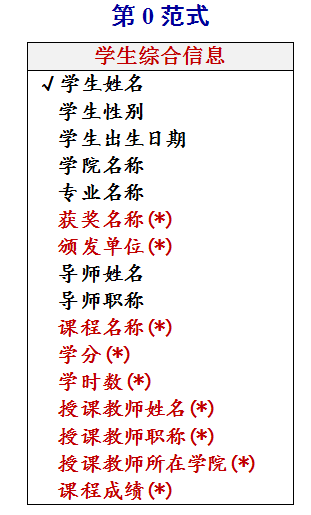 第 0 范式
学生综合信息
√学生姓名
学生性别
学生出生日期
学院名称
专业名称
获奖名称(*)
颁发单位(*)
导师姓名
导师职称
课程名称(*)
学分(*)
学时数(*)
授课教师姓名(*)
授课教师职称(*)
授课教师所在学院(*)
课程成绩(*)